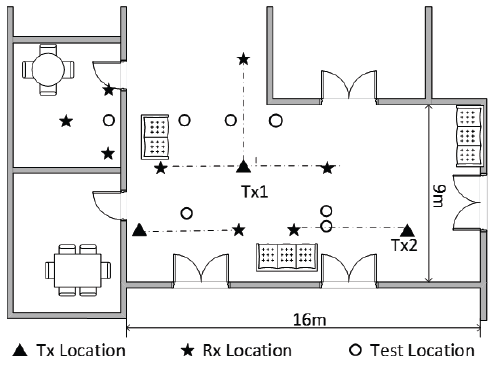 Tx1
9m
Tx2
16m
Tx Location
Rx Location
Test Location